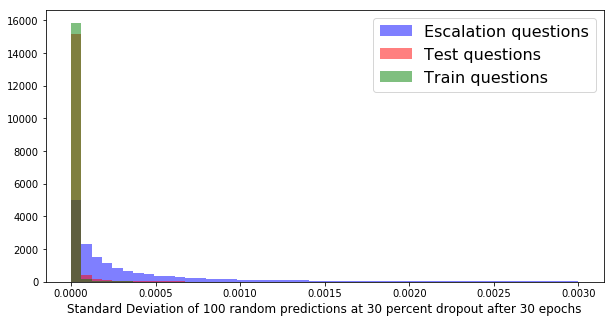 16000
14000
12000
10000
8000
6000
4000
2000
0
Escalation questions
Test questions
Train questions
0.0000 0.0005 0.0010 0.0015 0.0020 0.0025 0.0030
Standard Deviation of 100 random predictions at 30 percent dropout after 30 epochs